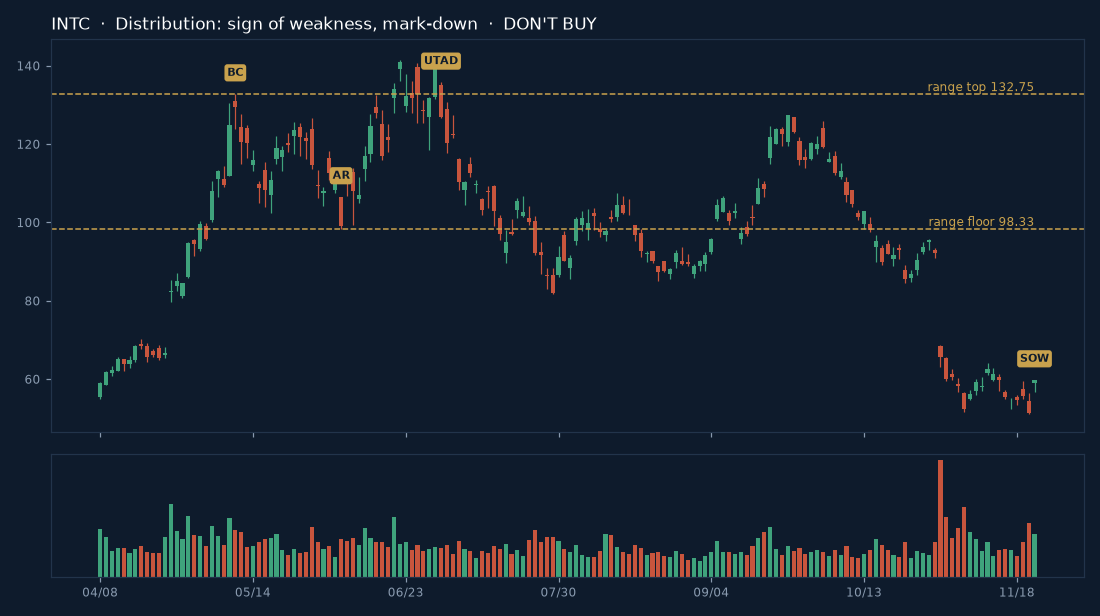 INTC · Distribution: sign of weakness, mark-down · DON'T BUY
140
120
100
80
60
BC
UTAD
AR
SOW
range top 132.75
range floor 98.33
04/08
05/14
06/23
07/30
09/04
10/13
11/18